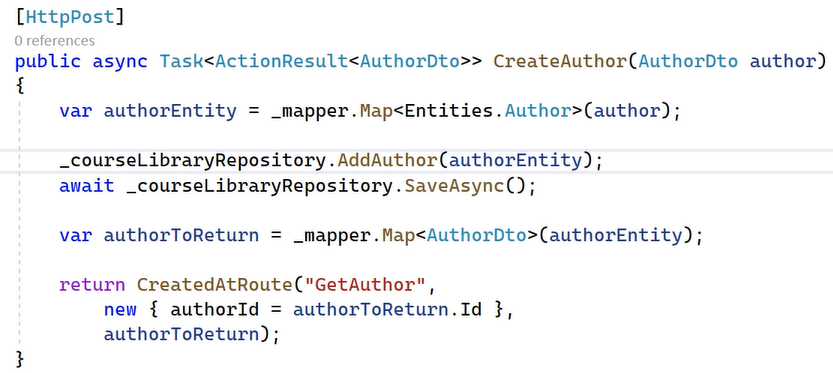 [HttpPost]
0 references
public async Task<ActionResult<AuthorDto>> CreateAuthor(AuthorDto author)
{
    var authorEntity = _mapper.Map<Entities.Author>(author);

    _courseLibraryRepository.AddAuthor(authorEntity);
    await _courseLibraryRepository.SaveAsync();

    var authorToReturn = _mapper.Map<AuthorDto>(authorEntity);

    return CreatedAtRoute("GetAuthor",
        new { authorId = authorToReturn.Id },
        authorToReturn);
}